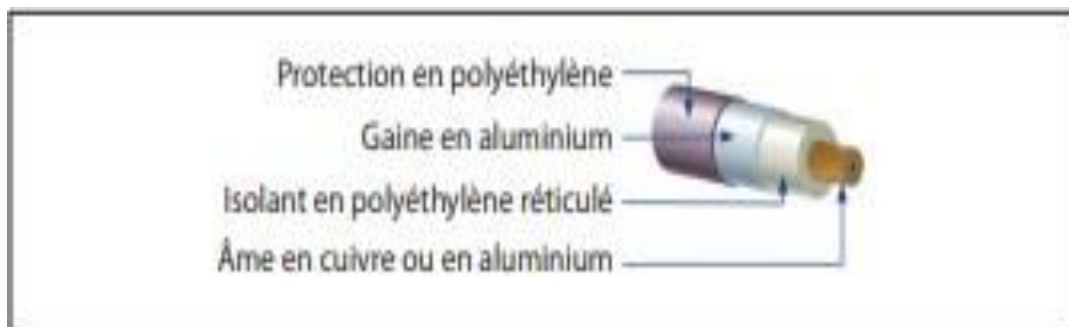 Protection en polyéthylène
Gaine en aluminium
Isolant en polyéthylène réticulé
Âme en cuivre ou en aluminium